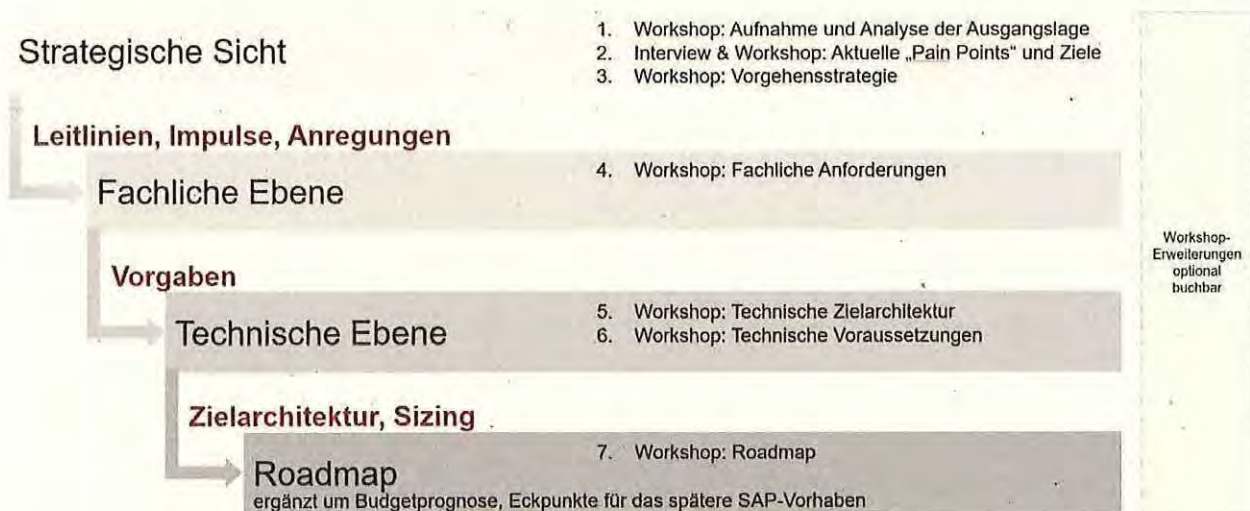 Strategische Sicht
1. Workshop: Aufnahme und Analyse der Ausgangslage
2. Interview & Workshop: Aktuelle „Pain Points“ und Ziele
3. Workshop: Vorgehensstrategie
Leitlinien, Impulse, Anregungen
Fachliche Ebene
4. Workshop: Fachliche Anforderungen
Vorgaben
Technische Ebene
5. Workshop: Technische Zielarchitektur
6. Workshop: Technische Voraussetzungen
Zielarchitektur, Sizing
Roadmap
7. Workshop: Roadmap
ergänzt um Budgetprognose, Eckpunkte für das spätere SAP-Vorhaben
Workshop-
Erweiterungen
optional
buchbar